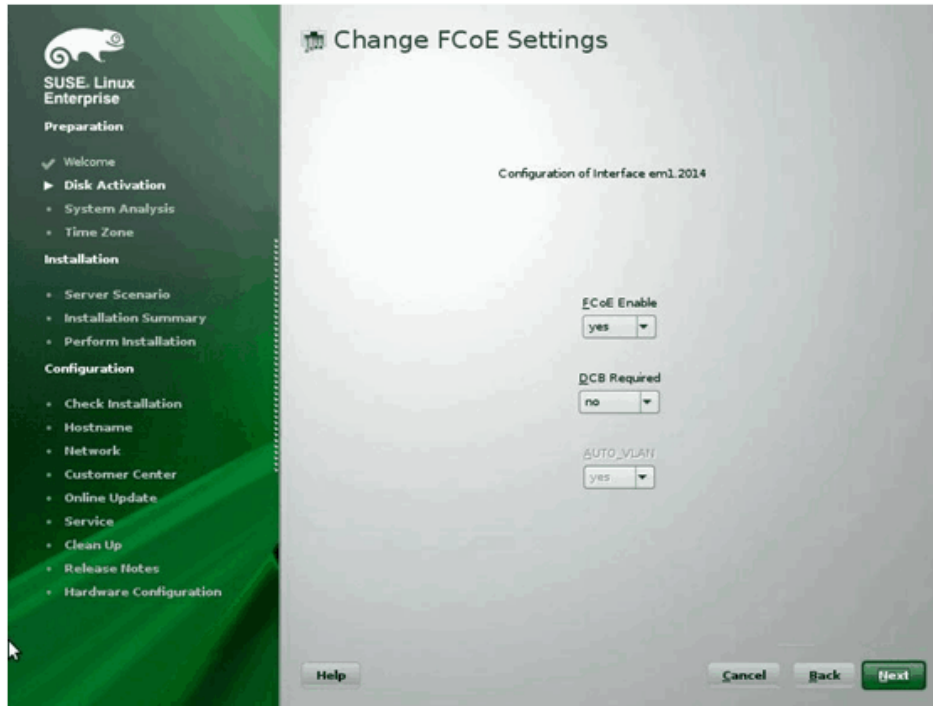 SUSE. Linux
Enterprise
Preparation
Welcome
Disk Activation
System Analysis
Time Zone
Installation
Server Scenario
Installation Summary
Perform Installation
Configuration
Check Installation
Hostname
Network
Customer Center
Online Update
Service
Clean Up
Release Notes
Hardware Configuration
Change FCoE Settings
Configuration of Interface em1.2014
FCoE Enable
yes
DCB Required
no
AUTO_VLAN
yes
Help
Cancel
Back
Next